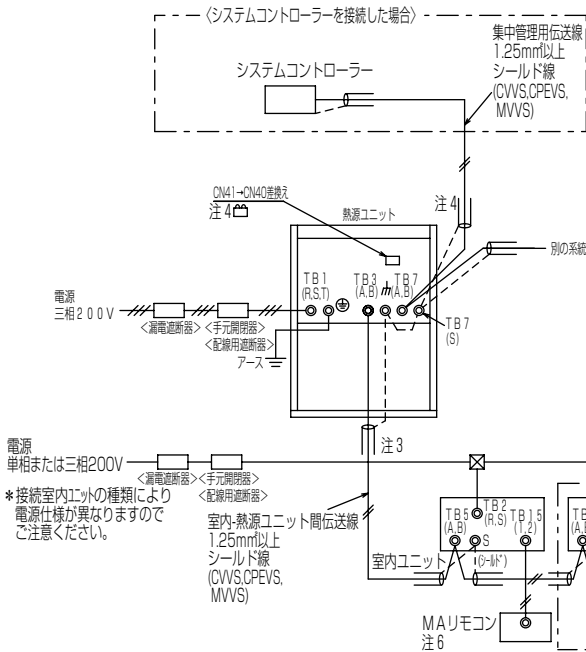 〈システムコントローラーを接続した場合〉
集中管理用伝送線
1.25mm²以上
シールド線
(CVVS,CPEVS,
MVVS)
システムコントローラー
CN41→CN40差換え
注4
熱源ユニット
注4
別の系統
TB1
(R,S,T)
TB3
(A,B)
TB7
(A,B)
TB7
(S)
電源
三相200V
<漏電遮断器>
<手元開閉器>
<配線用遮断器>
アース
注3
電源
単相または三相200V
<漏電遮断器>
<手元開閉器>
<配線用遮断器>
*接続室内ユニットの種類により
電源仕様が異なりますので
ご注意ください。
室内-熱源ユニット間伝送線
1.25mm²以上
シールド線
(CVVS,CPEVS,
MVVS)
TB5
(A,B)
TB2
(R,S)
TB15
(1,2)
S
(シールド)
室内ユニット
MAリモコン
注6